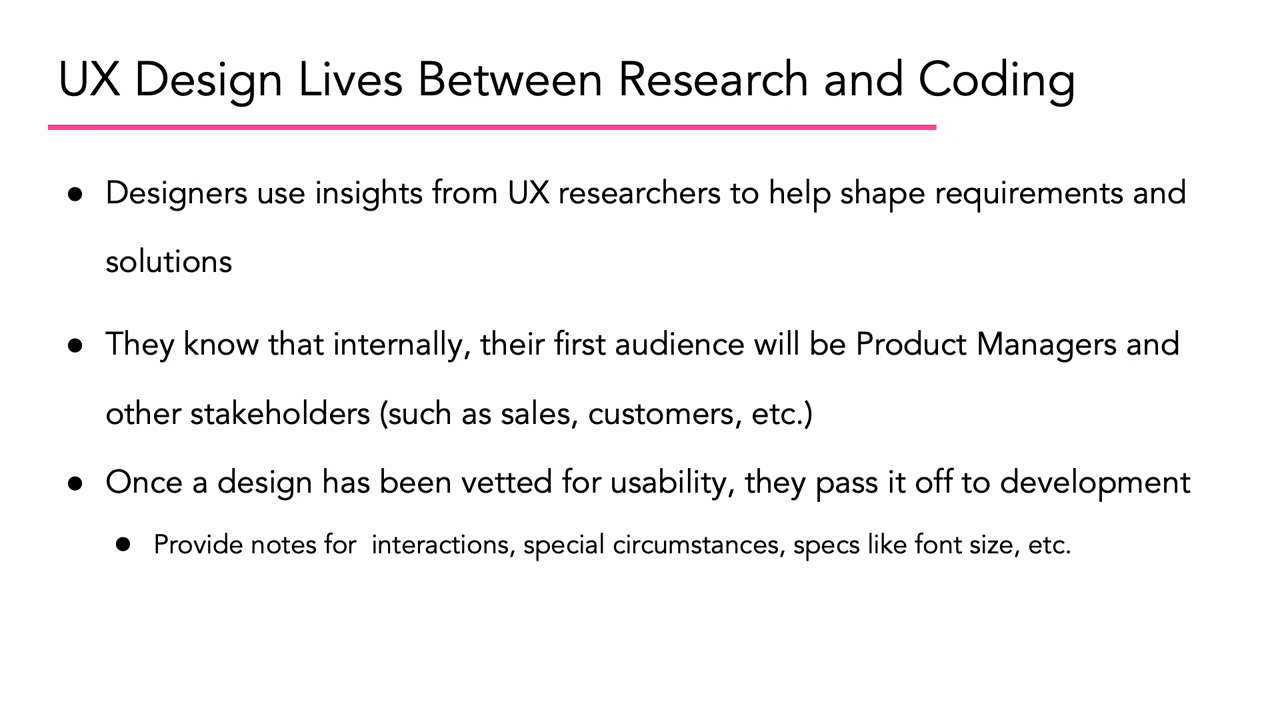 UX Design Lives Between Research and Coding
● Designers use insights from UX researchers to help shape requirements and
solutions
● They know that internally, their first audience will be Product Managers and
other stakeholders (such as sales, customers, etc.)
● Once a design has been vetted for usability, they pass it off to development
● Provide notes for  interactions, special circumstances, specs like font size, etc.